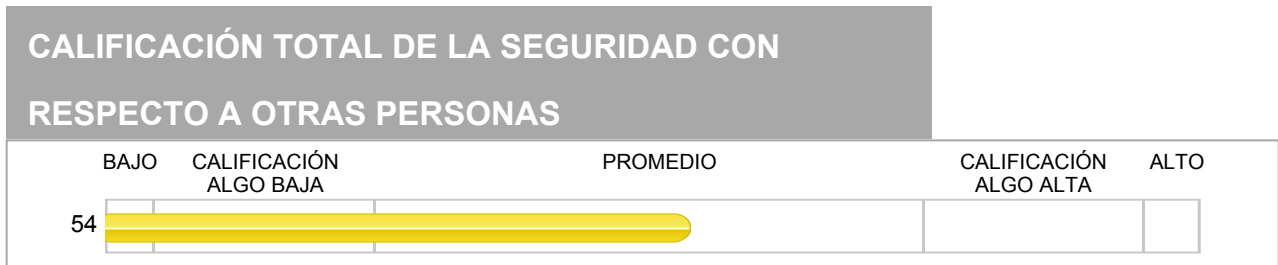 CALIFICACIÓN TOTAL DE LA SEGURIDAD CON
RESPECTO A OTRAS PERSONAS
BAJO CALIFICACIÓN ALGO BAJA PROMEDIO CALIFICACIÓN ALGO ALTA ALTO
54